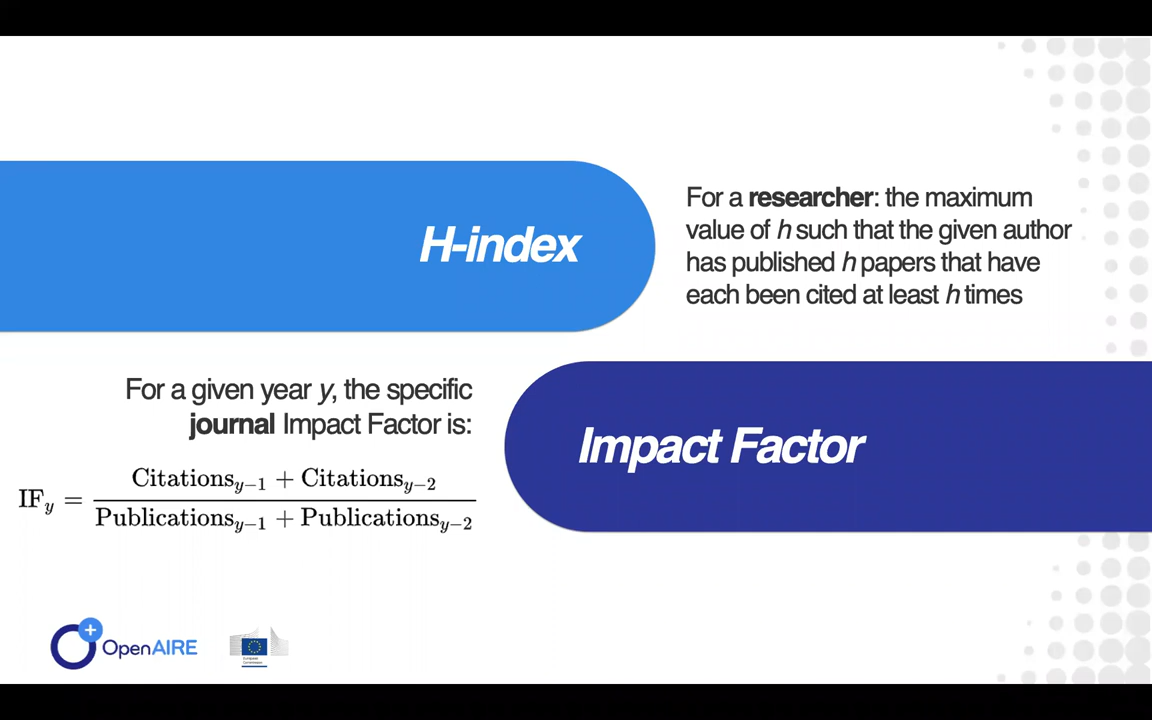 H-index
For a researcher: the maximum
value of h such that the given author
has published h papers that have
each been cited at least h times
For a given year y, the specific
journal Impact Factor is:
IF_y = (Citations_{y−1} + Citations_{y−2}) / (Publications_{y−1} + Publications_{y−2})
Impact Factor
OpenAIRE
European
Commission